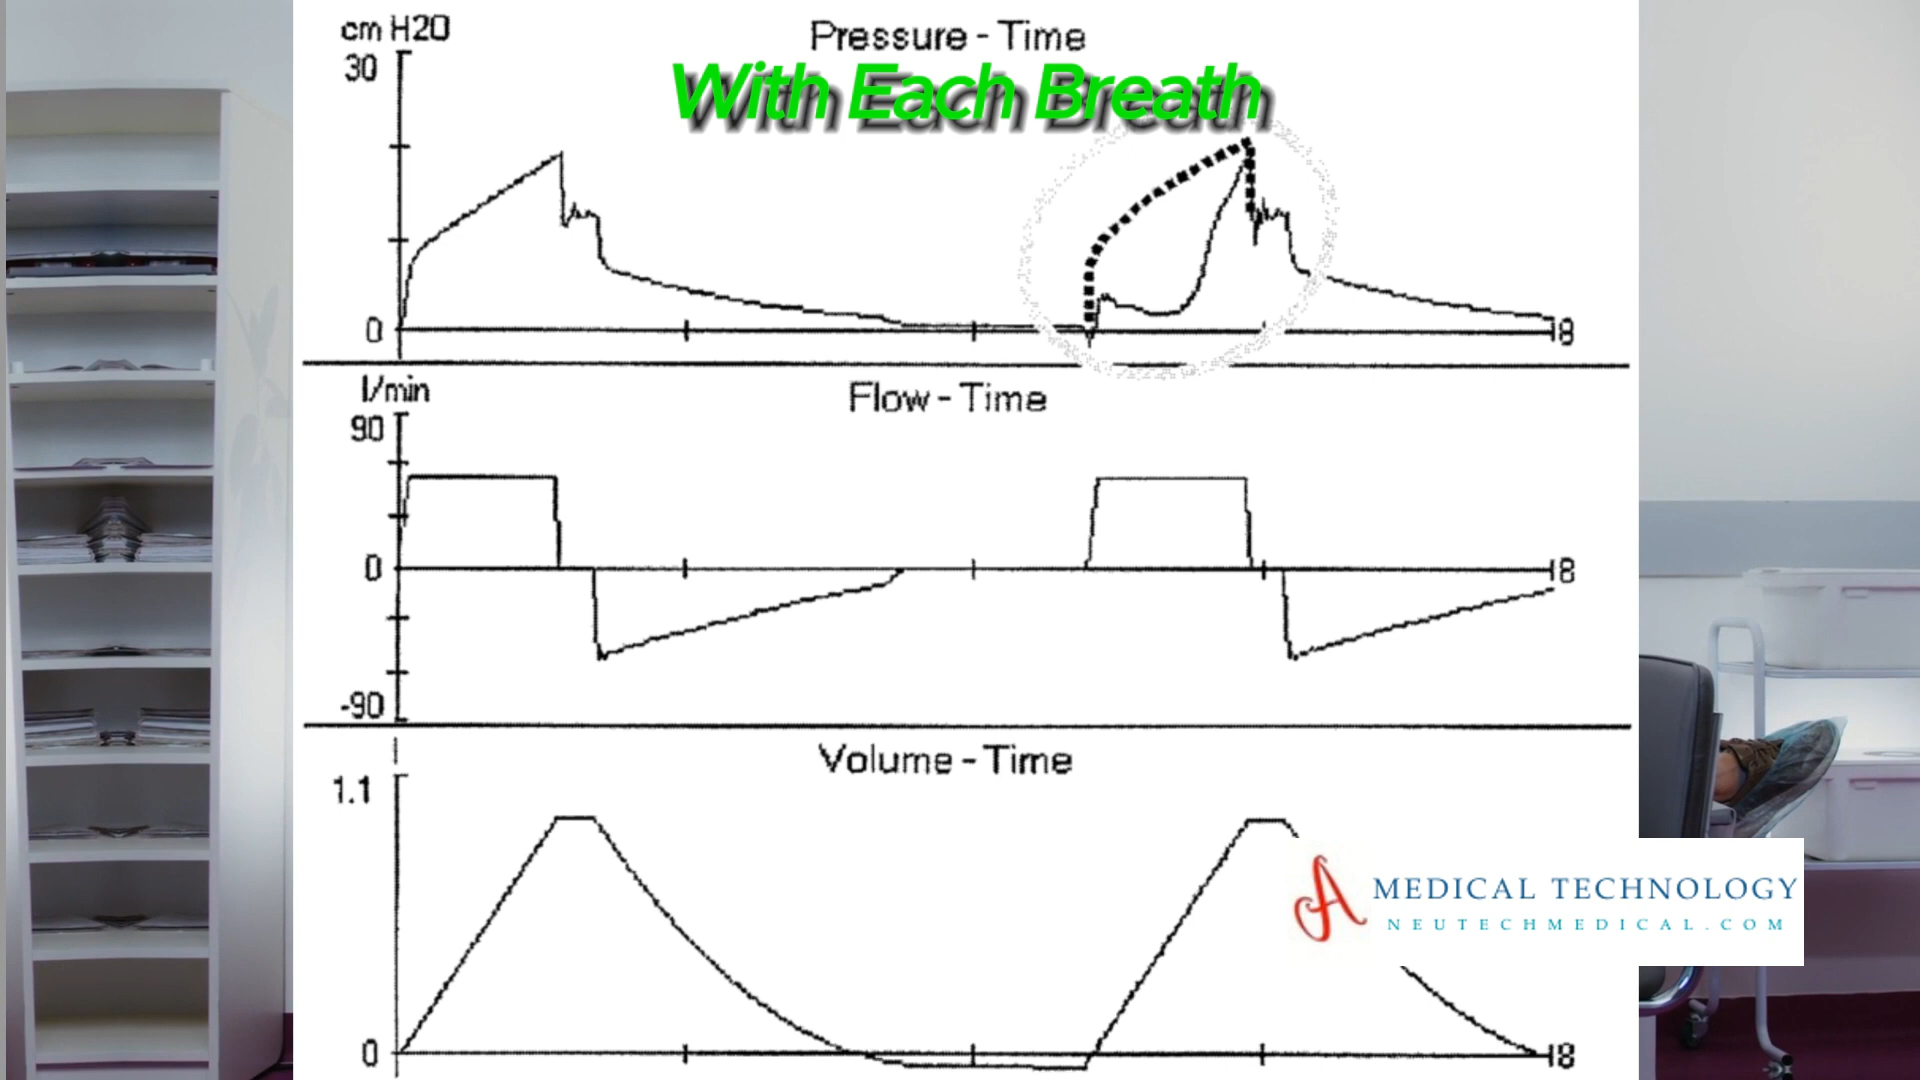 cm H20
Pressure - Time
30
With Each Breath
0
8
l/min
Flow - Time
90
0
8
-90
Volume - Time
1.1
A MEDICAL TECHNOLOGY
NEUTECHMEDICAL.COM
0
8